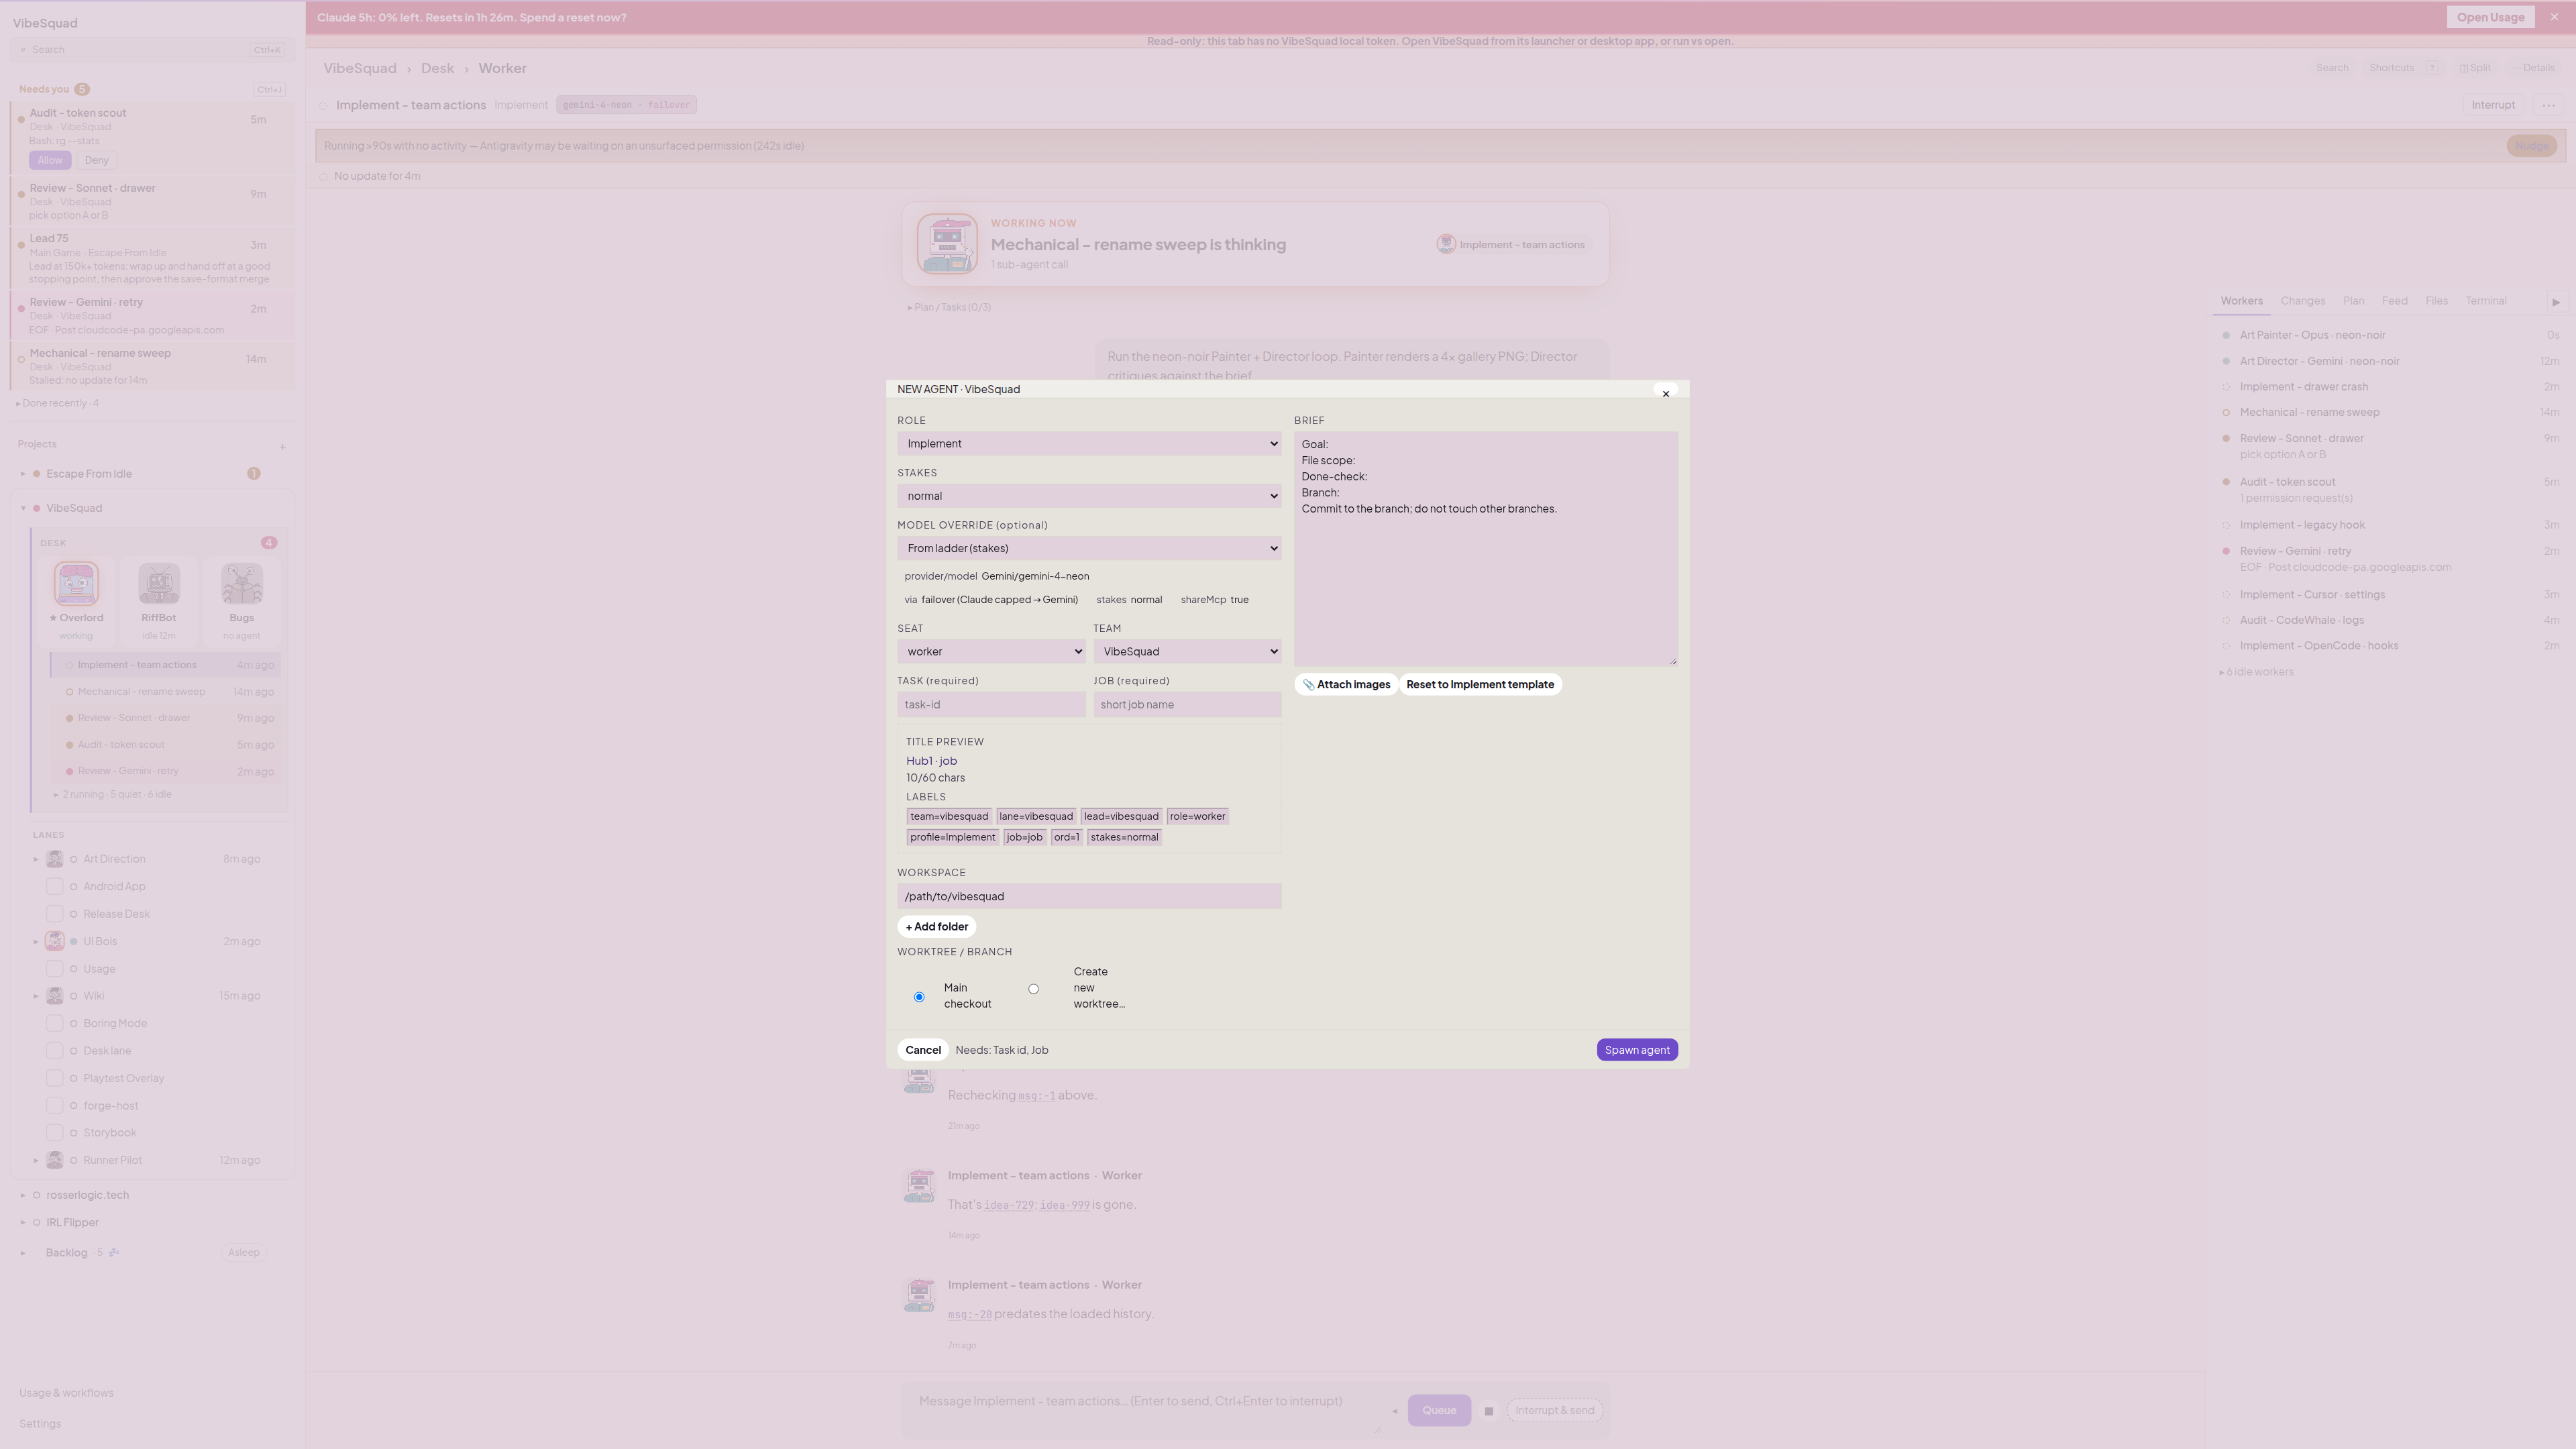 VibeSquad
Search Ctrl+K
Needs you 5 Ctrl+J
Audit - token scout 5m
Desk · VibeSquad
Bash: rg --stats
Allow Deny
Review - Sonnet · drawer 9m
Desk · VibeSquad
pick option A or B
Lead 75 3m
Main Game · Escape From Idle
Lead at 150k+ tokens: wrap up and hand off at a good
stopping point, then approve the save-format merge
Review - Gemini · retry 2m
Desk · VibeSquad
EOF · Post cloudcode-pa.googleapis.com
Mechanical - rename sweep 14m
Desk · VibeSquad
Stalled: no update for 14m
▸ Done recently · 4
Projects +
Escape From Idle 1
VibeSquad
DESK 4
★ Overlord RiffBot Bugs
working idle 12m no agent
Implement - team actions 4m ago
Mechanical - rename sweep 14m ago
Review - Sonnet · drawer 9m ago
Audit - token scout 5m ago
Review - Gemini · retry 2m ago
▸ 2 running · 5 quiet · 6 idle
LANES
Art Direction 8m ago
Android App
Release Desk
UI Bois 2m ago
Usage
Wiki 15m ago
Boring Mode
Desk lane
Playtest Overlay
forge-host
Storybook
Runner Pilot 12m ago
rosserlogic.tech
IRL Flipper
Backlog 5 💤 Asleep
Usage & workflows
Settings
Claude 5h: 0% left. Resets in 1h 26m. Spend a reset now? Open Usage ×
Read-only: this tab has no VibeSquad local token. Open VibeSquad from its launcher or desktop app, or run vs open.
VibeSquad › Desk › Worker Search Shortcuts ? Split ··· Details
Implement - team actions Implement gemini-4-neon · failover Interrupt ···
Running >90s with no activity — Antigravity may be waiting on an unsurfaced permission (242s idle) Nudge
No update for 4m
WORKING NOW
Mechanical - rename sweep is thinking Implement - team actions
1 sub-agent call
▸ Plan / Tasks (0/3)
Run the neon-noir Painter + Director loop. Painter renders a 4× gallery PNG; Director
critiques against the brief.
NEW AGENT · VibeSquad ×
ROLE
Implement
STAKES
normal
MODEL OVERRIDE (optional)
From ladder (stakes)
provider/model Gemini/gemini-4-neon
via failover (Claude capped → Gemini) stakes normal shareMcp true
SEAT TEAM
worker VibeSquad
TASK (required) JOB (required)
task-id short job name
TITLE PREVIEW
Hub1 · job
10/60 chars
LABELS
team=vibesquad lane=vibesquad lead=vibesquad role=worker
profile=Implement job=job ord=1 stakes=normal
WORKSPACE
/path/to/vibesquad
+ Add folder
WORKTREE / BRANCH
Main checkout
Create new worktree...
BRIEF
Goal:
File scope:
Done-check:
Branch:
Commit to the branch; do not touch other branches.
📎 Attach images Reset to Implement template
Cancel Needs: Task id, Job Spawn agent
Rechecking msg:-1 above.
21m ago
Implement - team actions · Worker
That's idea-729; idea-999 is gone.
14m ago
Implement - team actions · Worker
msg:-20 predates the loaded history.
7m ago
Message Implement - team actions… (Enter to send, Ctrl+Enter to interrupt) Queue Interrupt & send
Workers Changes Plan Feed Files Terminal
Art Painter - Opus · neon-noir 0s
Art Director - Gemini · neon-noir 12m
Implement - drawer crash 2m
Mechanical - rename sweep 14m
Review - Sonnet · drawer 9m
pick option A or B
Audit - token scout 5m
1 permission request(s)
Implement - legacy hook 3m
Review - Gemini · retry 2m
EOF · Post cloudcode-pa.googleapis.com
Implement - Cursor · settings 3m
Audit - CodeWhale · logs 4m
Implement - OpenCode · hooks 2m
▸ 6 idle workers